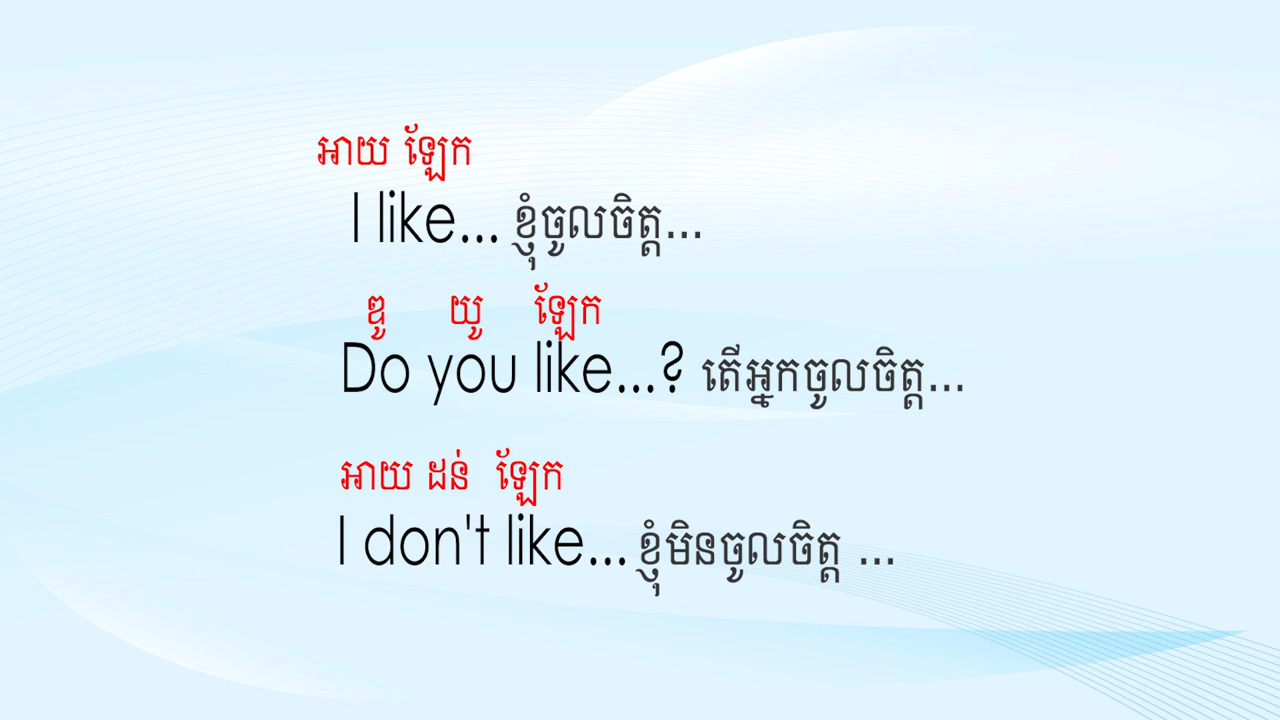 អាយ ឡែក
I like... ខ្ញុំចូលចិត្ត...
ឌូ យូ ឡែក
Do you like...? តើអ្នកចូលចិត្ត...
អាយ ដន់ ឡែក
I don't like... ខ្ញុំមិនចូលចិត្ត ...